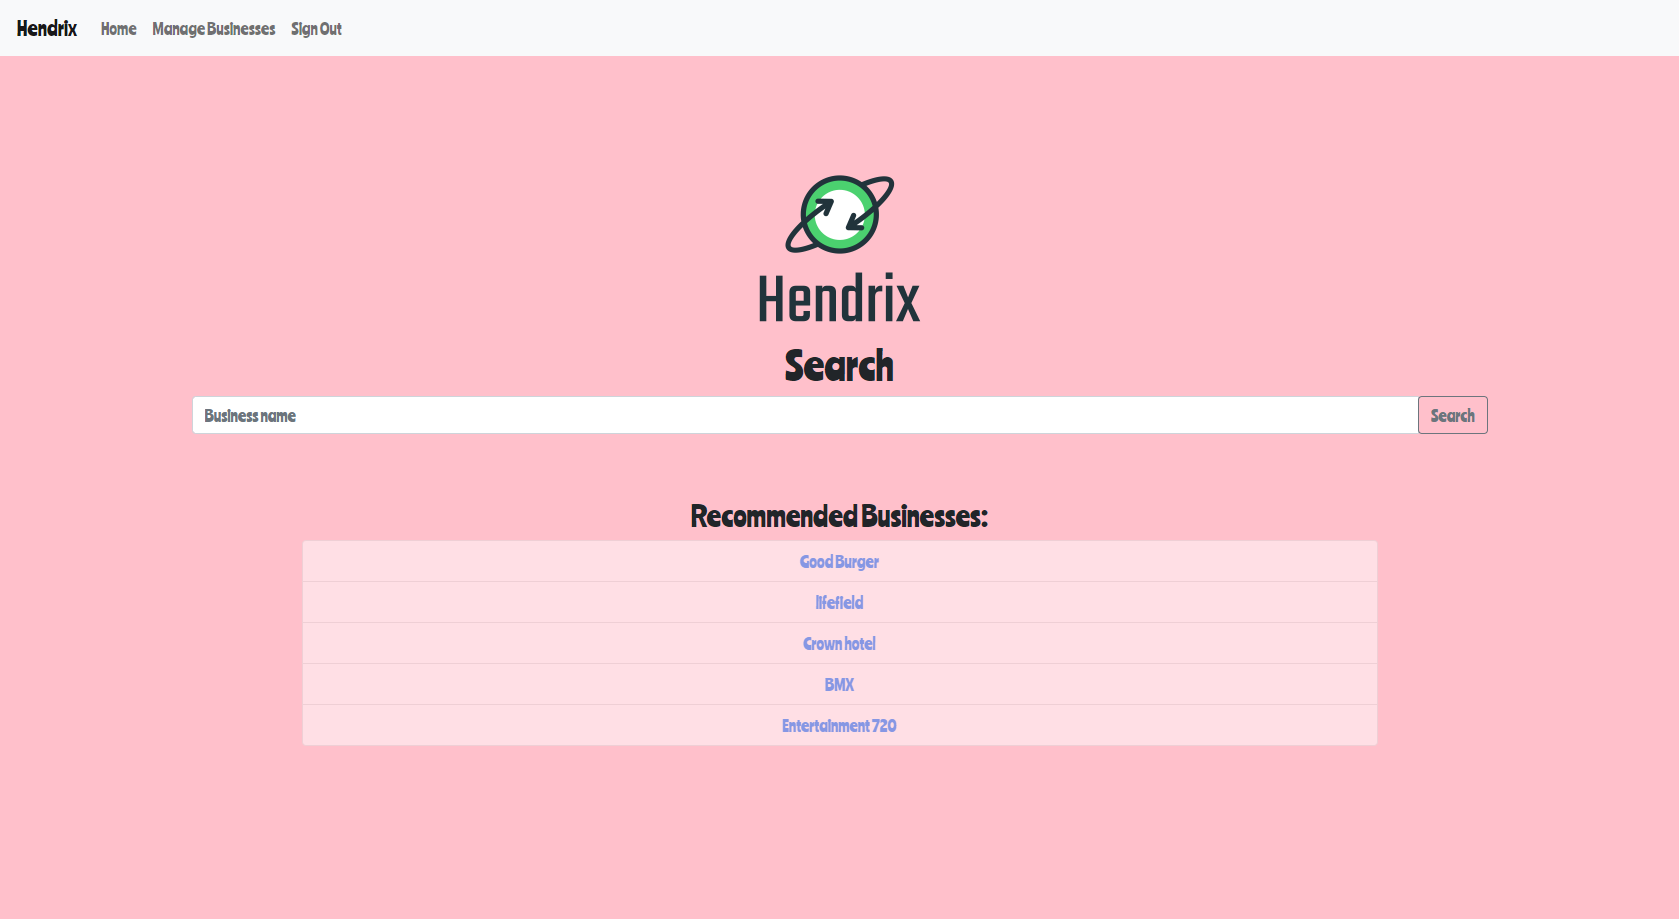 Hendrix Home Manage Businesses Sign Out
Hendrix
Search
Business name Search
Recommended Businesses:
Good Burger
lifefield
Crown hotel
BMX
Entertainment 720